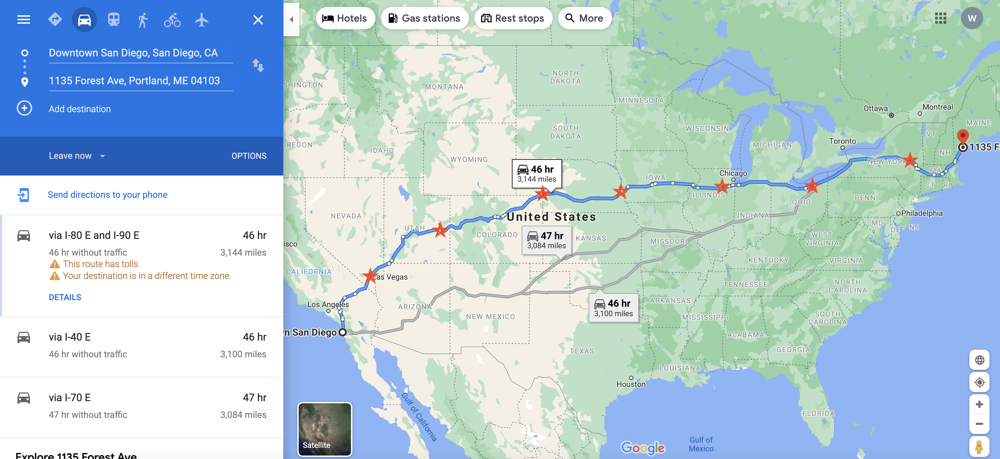 Hotels
Gas stations
Rest stops
More
W
Downtown San Diego, San Diego, CA
1135 Forest Ave, Portland, ME 04103
Add destination
Leave now
OPTIONS
Send directions to your phone
via I-80 E and I-90 E
46 hr
46 hr without traffic
3,144 miles
This route has tolls.
Your destination is in a different time zone.
DETAILS
via I-40 E
46 hr
46 hr without traffic
3,100 miles
via I-70 E
47 hr
47 hr without traffic
3,084 miles
Explore 1135 Forest Ave
SHINGTON
MONTANA
NORTH
DAKOTA
MINNESOTA
Ottawa
Montreal
MAINE
SOUTH
DAKOTA
WISCONSIN
VT
OREGON
IDAHO
MICHIGAN
Toronto
1135 F
NH
WYOMING
NEW YORK
46 hr
3,144 miles
IOWA
Chicago
MA
CT
RI
ILLINOIS
OHIO
PENN
NEVADA
United States
INDIANA
Philadelphia
UTAH
COLORADO
MD
DE
NJ
47 hr
3,084 miles
KANSAS
MISSOURI
WEST
VIRGINIA
isco
KENTUCKY
VIRGINIA
CALIFORNIA
Las Vegas
TENNESSEE
NORTH
CAROLINA
Los Angeles
ARIZONA
46 hr
3,100 miles
ARKANSAS
NEW MEXICO
MISSISSIPPI
SOUTH
CAROLINA
vn San Diego
ALABAMA
TEXAS
GEORGIA
LOUISIANA
Houston
Gulf of California
FLORIDA
Satellite
Google
Gulf of
Mexico